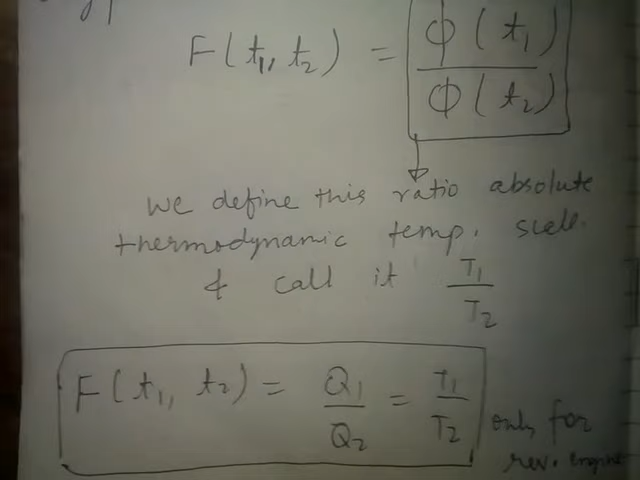 F(t₁, t₂) = ϕ(t₁) / ϕ(t₂)
we define this ratio absolute
thermodynamic temp. scale.
& call it T₁/T₂
F(t₁, t₂) = Q₁/Q₂ = T₁/T₂ only for
rev. engine